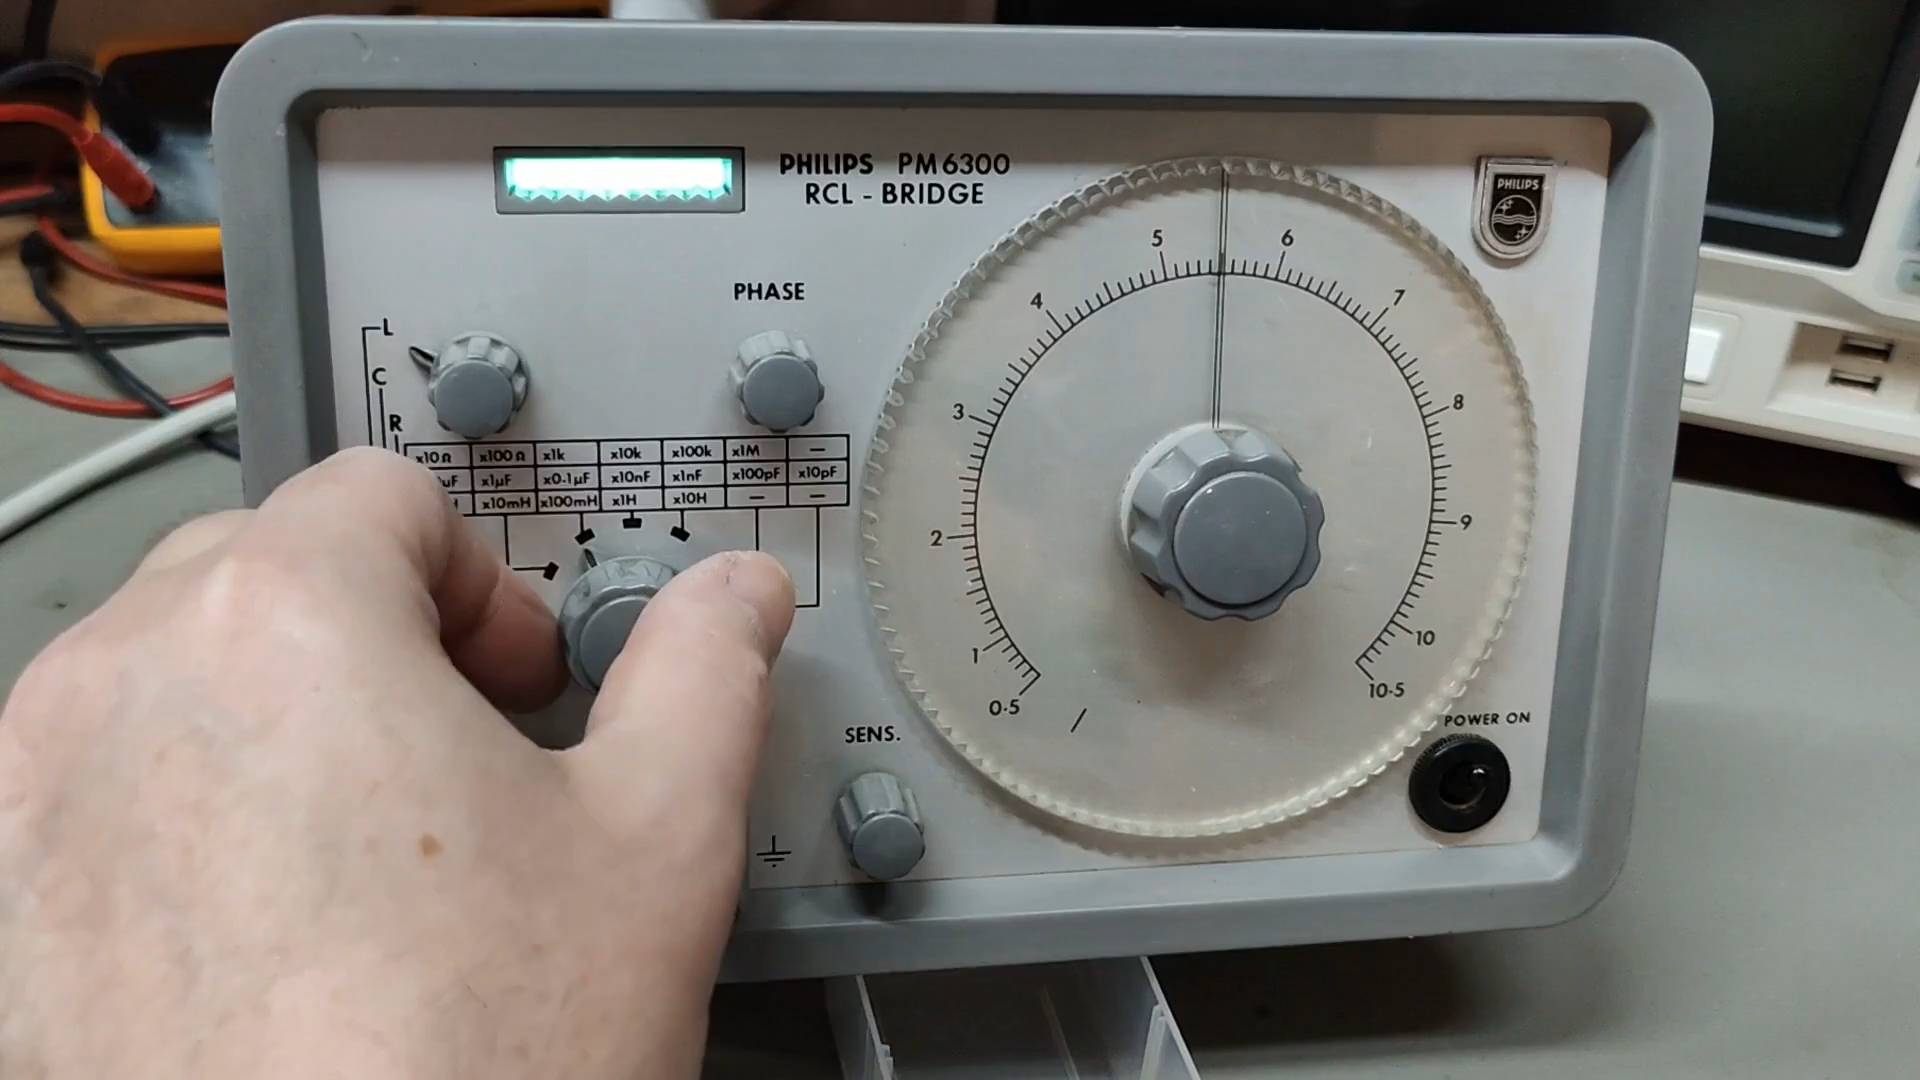 PHILIPS PM6300
RCL - BRIDGE
PHILIPS
PHASE
L
C
R
x10Ω x100Ω x1k x10k x100k x1M —
x1µF x0·1µF x10nF x1nF x100pF x10pF
x10mH x100mH x1H x10H — —
0·5
1
2
3
4
5
6
7
8
9
10
10·5
SENS.
POWER ON